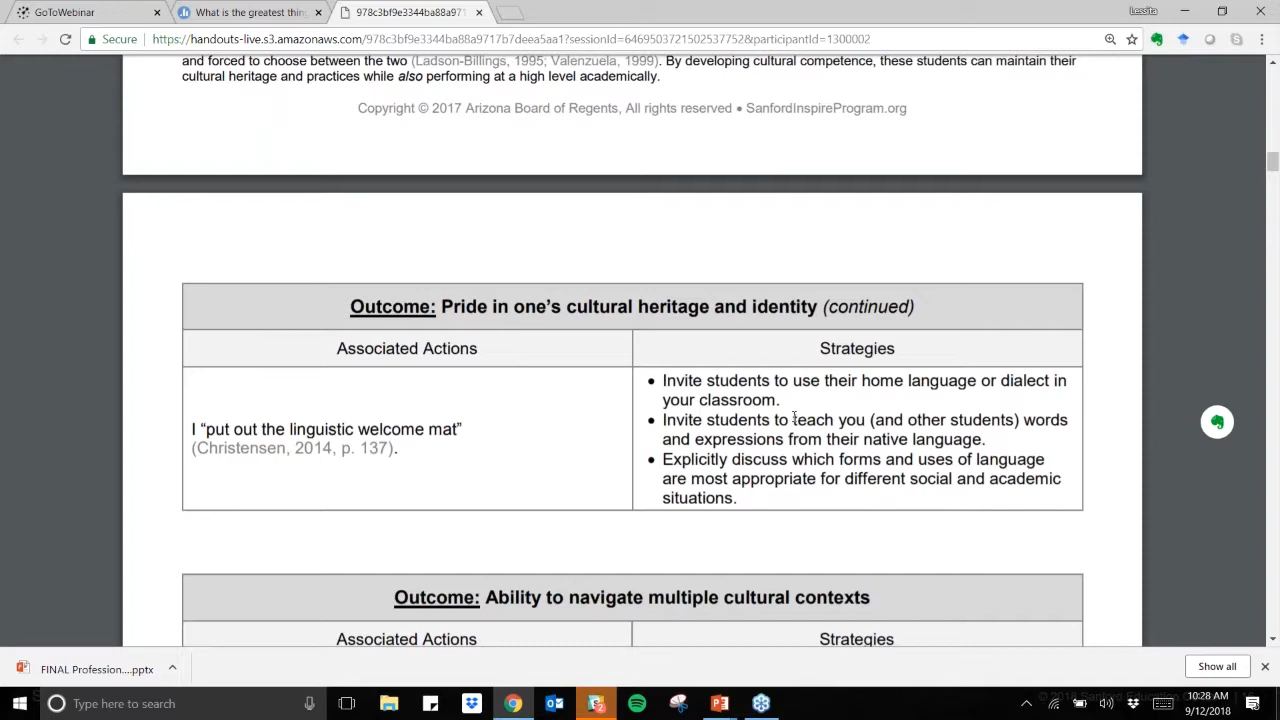 GoToWebinar
What is the greatest thin
978c3bf9e3344ba88a971
Lessita
Secure
https://handouts-live.s3.amazonaws.com/978c3bf9e3344ba88a9717b7deea5aa1?sessionId=6469503721502537752&participantId=1300002
and forced to choose between the two (Ladson-Billings, 1995; Valenzuela, 1999). By developing cultural competence, these students can maintain their
cultural heritage and practices while also performing at a high level academically.
Copyright © 2017 Arizona Board of Regents, All rights reserved • SanfordInspireProgram.org
Outcome: Pride in one's cultural heritage and identity (continued)
Associated Actions
Strategies
I "put out the linguistic welcome mat"
(Christensen, 2014, p. 137).
• Invite students to use their home language or dialect in
your classroom.
• Invite students to teach you (and other students) words
and expressions from their native language.
• Explicitly discuss which forms and uses of language
are most appropriate for different social and academic
situations.
Outcome: Ability to navigate multiple cultural contexts
Associated Actions
Strategies
FINAL Profession....pptx
Show all
Type here to search
10:28 AM
9/12/2018